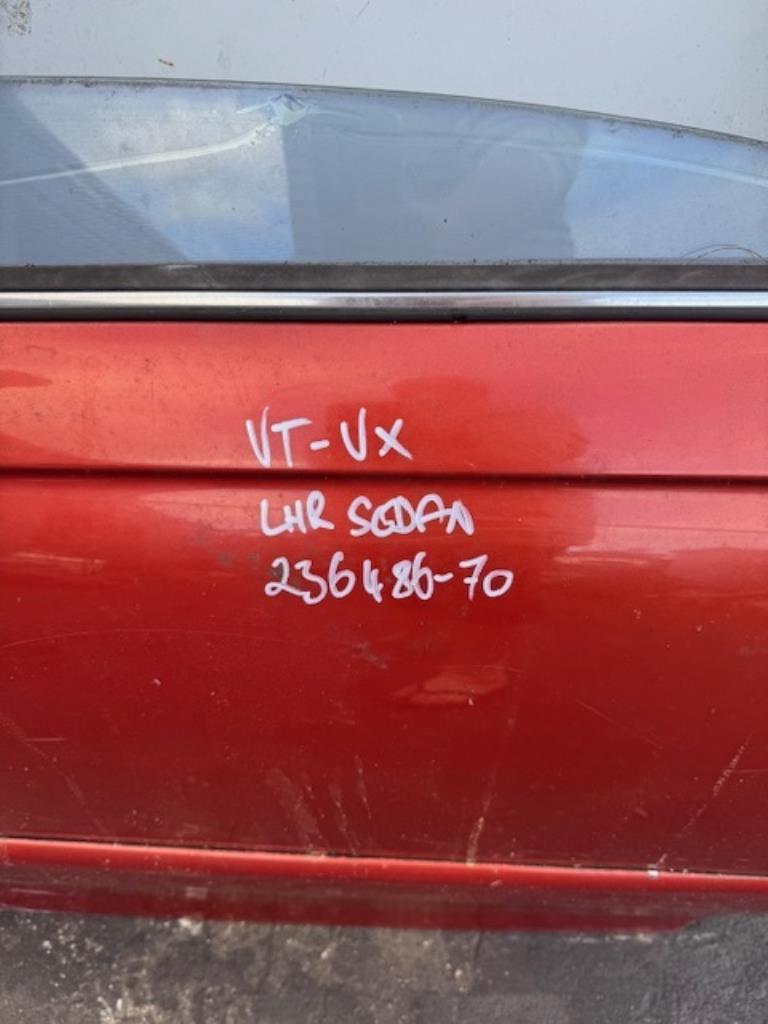 VT-VX
LHR SEDAN
236486-70